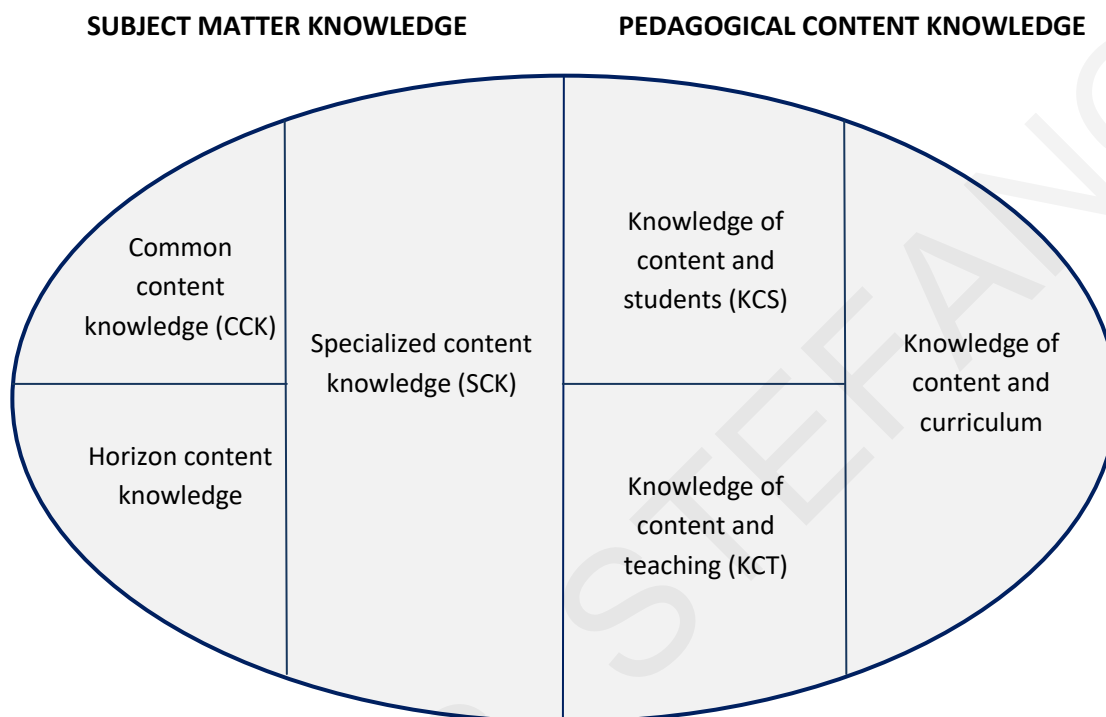 SUBJECT MATTER KNOWLEDGE
PEDAGOGICAL CONTENT KNOWLEDGE
Common
content
knowledge (CCK)
Horizon content
knowledge
Specialized content
knowledge (SCK)
Knowledge of
content and
students (KCS)
Knowledge of
content and
teaching (KCT)
Knowledge of
content and
curriculum